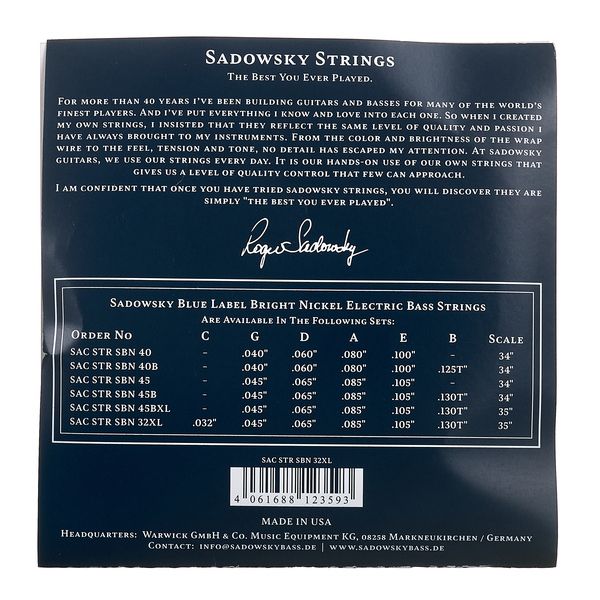 Sadowsky Strings
The Best You Ever Played.
For more than 40 years I've been building guitars and basses for many of the world's
finest players. And I've put everything I know and love into each one. So when I created
my own strings, I insisted that they reflect the same level of quality and passion I
have always brought to my instruments. From the color and brightness of the wrap
wire to the feel, tension and tone, no detail has escaped my attention. At Sadowsky
guitars, we use our strings every day. It is our hands-on use of our own strings that
gives us a level of quality control that few can approach.
I am confident that once you have tried Sadowsky strings, you will discover they are
simply "the best you ever played".
Roger Sadowsky
Sadowsky Blue Label Bright Nickel Electric Bass Strings
Are Available In The Following Sets:
Order No C G D A E B Scale
SAC STR SBN 40 – .040" .060" .080" .100" – 34"
SAC STR SBN 40B – .040" .060" .080" .100" .125T" 34"
SAC STR SBN 45 – .045" .065" .085" .105" – 34"
SAC STR SBN 45B – .045" .065" .085" .105" .130T" 34"
SAC STR SBN 45BXL – .045" .065" .085" .105" .130T" 35"
SAC STR SBN 32XL .032" .045" .065" .085" .105" .130T" 35"
SAC STR SBN 32XL
4 061688 123593
MADE IN USA
Headquarters: Warwick GmbH & Co. Music Equipment KG, 08258 Markneukirchen / Germany
Contact: info@sadowskybass.de | www.sadowskybass.de